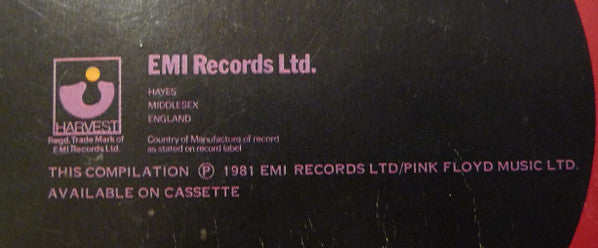 EMI Records Ltd.
HAYES
MIDDLESEX
ENGLAND
HARVEST
Regd. Trade Mark of
EMI Records Ltd.
Country of Manufacture of record
as stated on record label
THIS COMPILATION Ⓟ 1981 EMI RECORDS LTD/PINK FLOYD MUSIC LTD.
AVAILABLE ON CASSETTE